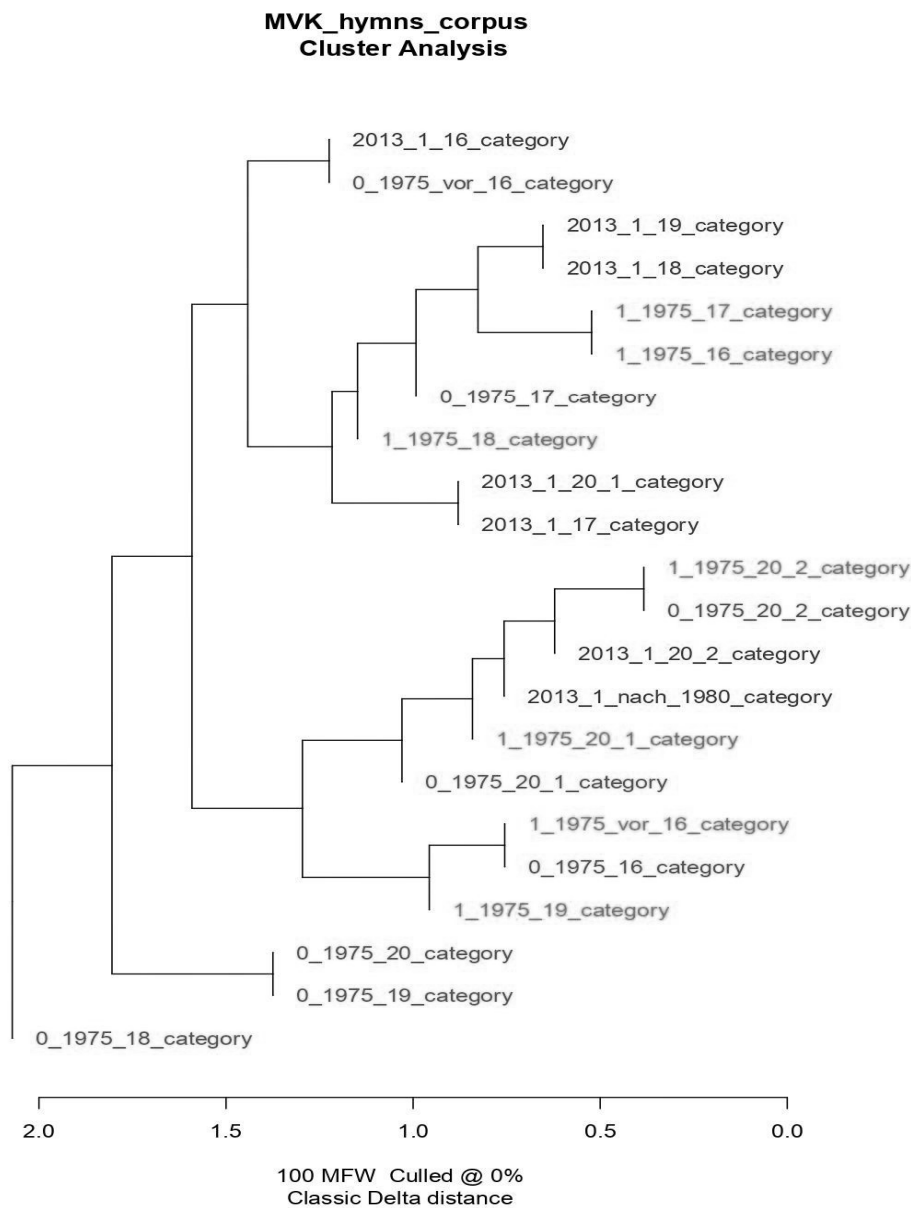 MVK_hymns_corpus
Cluster Analysis
2013_1_16_category
0_1975_vor_16_category
2013_1_19_category
2013_1_18_category
1_1975_17_category
1_1975_16_category
0_1975_17_category
1_1975_18_category
2013_1_20_1_category
2013_1_17_category
1_1975_20_2_category
0_1975_20_2_category
2013_1_20_2_category
2013_1_nach_1980_category
1_1975_20_1_category
0_1975_20_1_category
1_1975_vor_16_category
0_1975_16_category
1_1975_19_category
0_1975_20_category
0_1975_19_category
0_1975_18_category
2.0 1.5 1.0 0.5 0.0
100 MFW Culled @ 0%
Classic Delta distance